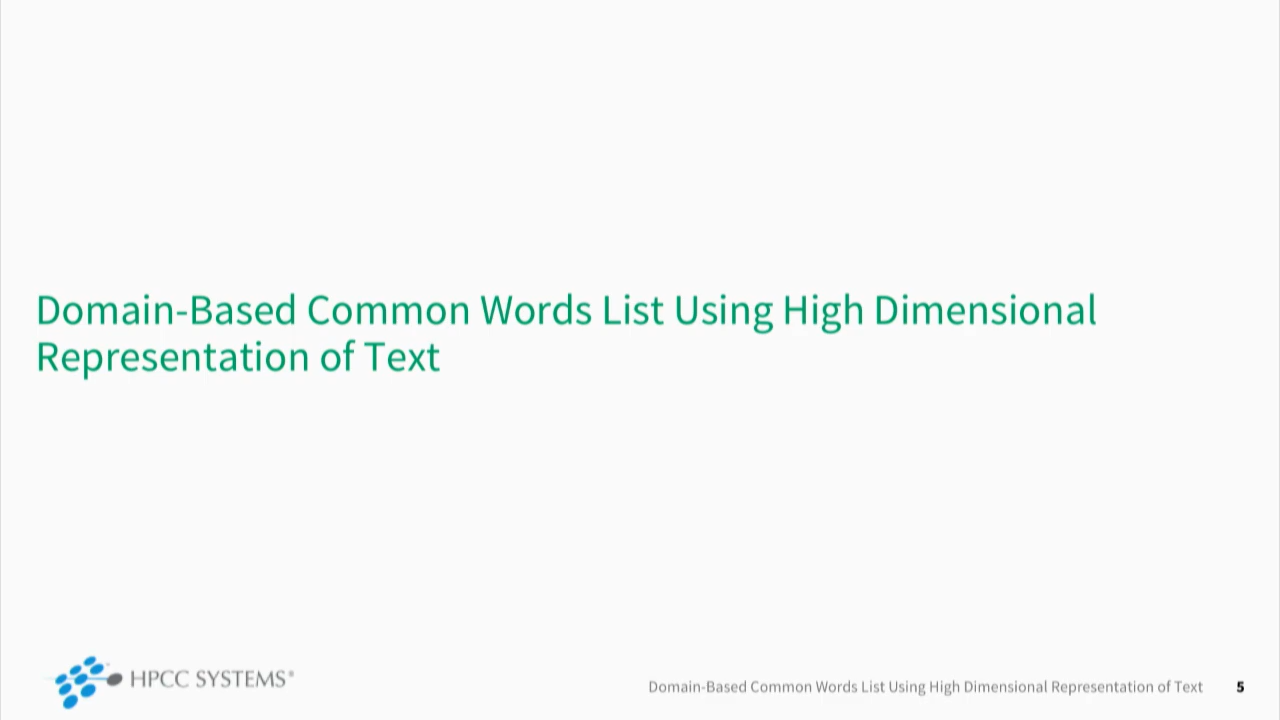 Domain-Based Common Words List Using High Dimensional
Representation of Text
HPCC SYSTEMS®
Domain-Based Common Words List Using High Dimensional Representation of Text 5